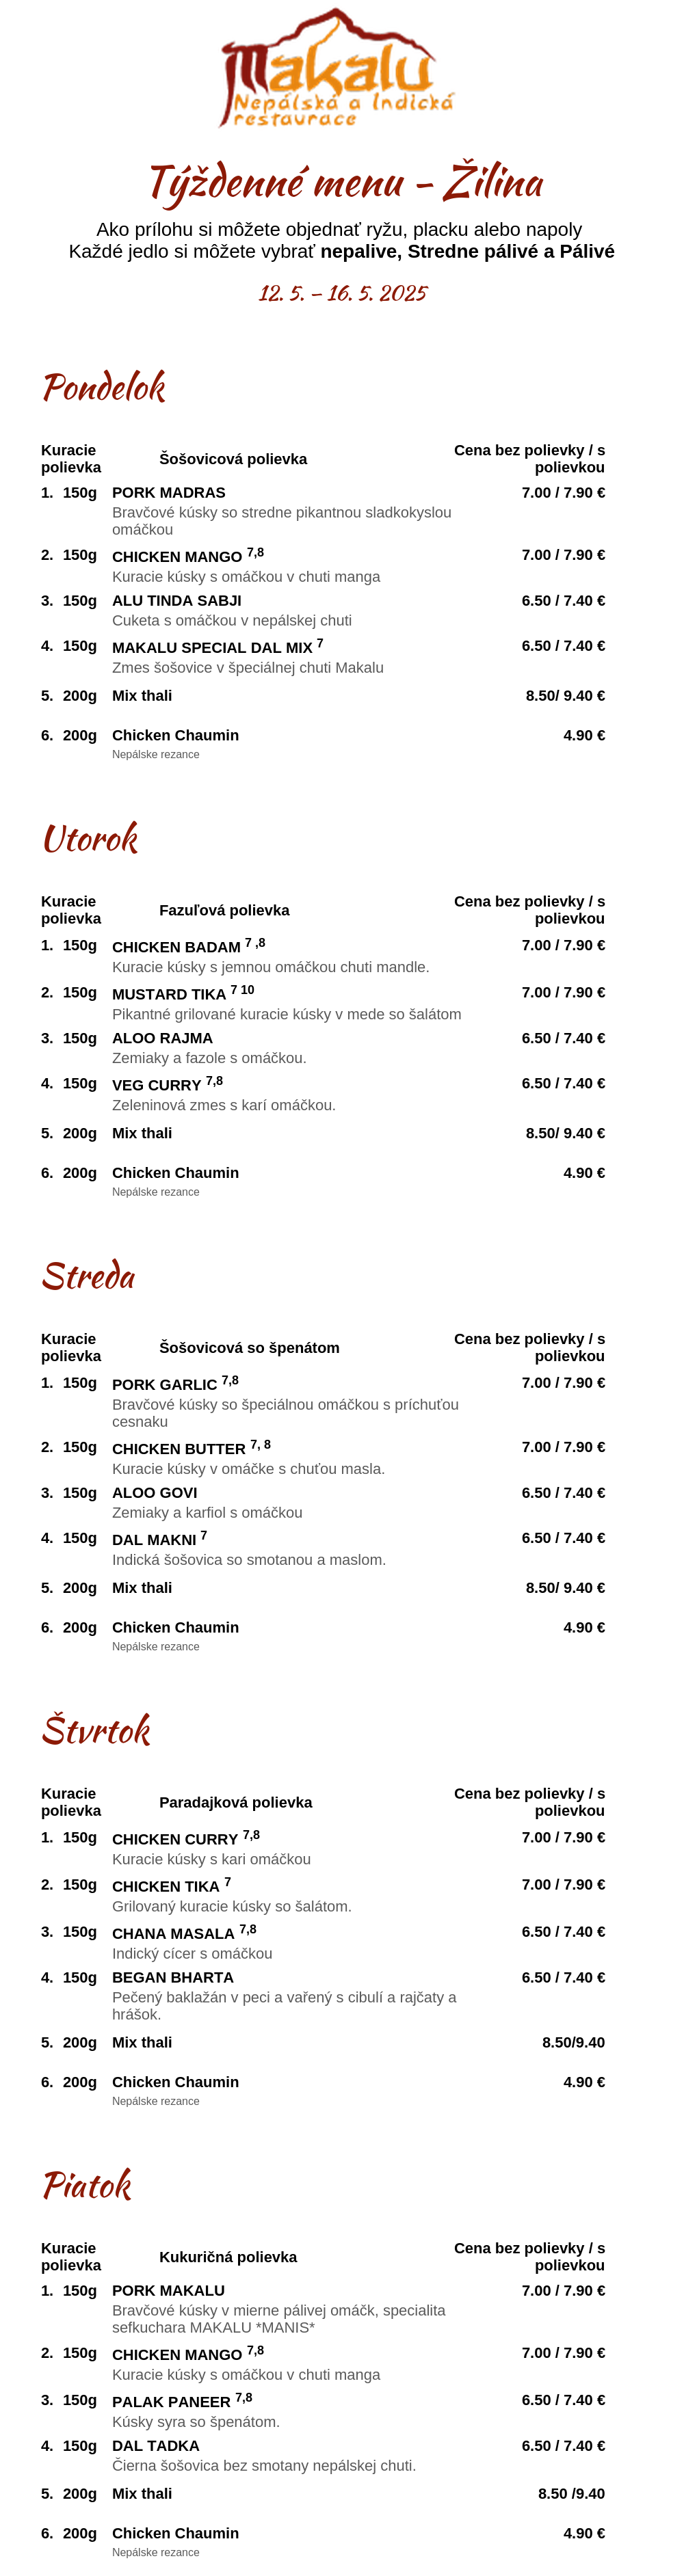 Makalu
Nepálská a Indická
restaurace
Týždenné menu - Žilina
Ako prílohu si môžete objednať ryžu, placku alebo napoly
Každé jedlo si môžete vybrať nepalive, Stredne pálivé a Pálivé
12. 5. – 16. 5. 2025
Pondelok
Kuracie polievka Šošovicová polievka Cena bez polievky / s polievkou
1. 150g PORK MADRAS 7.00 / 7.90 €
Bravčové kúsky so stredne pikantnou sladkokyslou
omáčkou
2. 150g CHICKEN MANGO 7,8 7.00 / 7.90 €
Kuracie kúsky s omáčkou v chuti manga
3. 150g ALU TINDA SABJI 6.50 / 7.40 €
Cuketa s omáčkou v nepálskej chuti
4. 150g MAKALU SPECIAL DAL MIX 7 6.50 / 7.40 €
Zmes šošovice v špeciálnej chuti Makalu
5. 200g Mix thali 8.50/ 9.40 €
6. 200g Chicken Chaumin 4.90 €
Nepálske rezance
Utorok
Kuracie polievka Fazuľová polievka Cena bez polievky / s polievkou
1. 150g CHICKEN BADAM 7 ,8 7.00 / 7.90 €
Kuracie kúsky s jemnou omáčkou chuti mandle.
2. 150g MUSTARD TIKA 7 10 7.00 / 7.90 €
Pikantné grilované kuracie kúsky v mede so šalátom
3. 150g ALOO RAJMA 6.50 / 7.40 €
Zemiaky a fazole s omáčkou.
4. 150g VEG CURRY 7,8 6.50 / 7.40 €
Zeleninová zmes s karí omáčkou.
5. 200g Mix thali 8.50/ 9.40 €
6. 200g Chicken Chaumin 4.90 €
Nepálske rezance
Streda
Kuracie polievka Šošovicová so špenátom Cena bez polievky / s polievkou
1. 150g PORK GARLIC 7,8 7.00 / 7.90 €
Bravčové kúsky so špeciálnou omáčkou s príchuťou
cesnaku
2. 150g CHICKEN BUTTER 7, 8 7.00 / 7.90 €
Kuracie kúsky v omáčke s chuťou masla.
3. 150g ALOO GOVI 6.50 / 7.40 €
Zemiaky a karfiol s omáčkou
4. 150g DAL MAKNI 7 6.50 / 7.40 €
Indická šošovica so smotanou a maslom.
5. 200g Mix thali 8.50/ 9.40 €
6. 200g Chicken Chaumin 4.90 €
Nepálske rezance
Štvrtok
Kuracie polievka Paradajková polievka Cena bez polievky / s polievkou
1. 150g CHICKEN CURRY 7,8 7.00 / 7.90 €
Kuracie kúsky s kari omáčkou
2. 150g CHICKEN TIKA 7 7.00 / 7.90 €
Grilovaný kuracie kúsky so šalátom.
3. 150g CHANA MASALA 7,8 6.50 / 7.40 €
Indický cícer s omáčkou
4. 150g BEGAN BHARTA 6.50 / 7.40 €
Pečený baklažán v peci a vařený s cibulí a rajčaty a
hrášok.
5. 200g Mix thali 8.50/9.40
6. 200g Chicken Chaumin 4.90 €
Nepálske rezance
Piatok
Kuracie polievka Kukuričná polievka Cena bez polievky / s polievkou
1. 150g PORK MAKALU 7.00 / 7.90 €
Bravčové kúsky v mierne pálivej omáčk, specialita
sefkuchara MAKALU *MANIS*
2. 150g CHICKEN MANGO 7,8 7.00 / 7.90 €
Kuracie kúsky s omáčkou v chuti manga
3. 150g PALAK PANEER 7,8 6.50 / 7.40 €
Kúsky syra so špenátom.
4. 150g DAL TADKA 6.50 / 7.40 €
Čierna šošovica bez smotany nepálskej chuti.
5. 200g Mix thali 8.50 /9.40
6. 200g Chicken Chaumin 4.90 €
Nepálske rezance